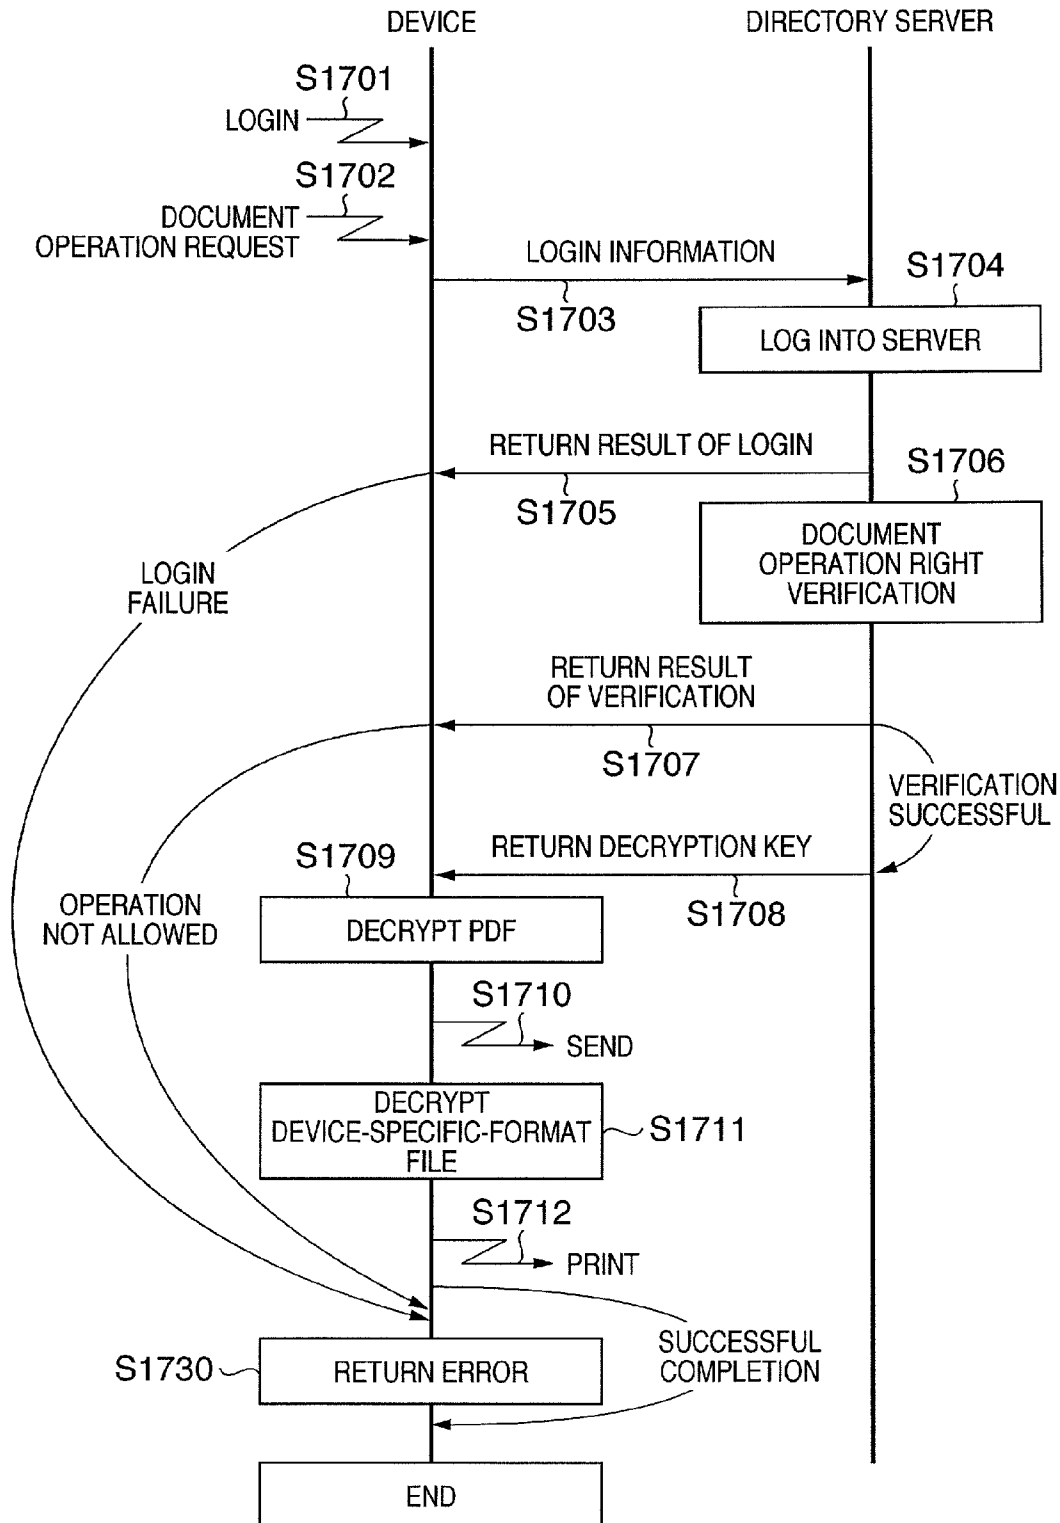 DEVICE
DIRECTORY SERVER
S1701
LOGIN
S1702
DOCUMENT
OPERATION REQUEST
LOGIN INFORMATION
S1703
S1704
LOG INTO SERVER
RETURN RESULT OF LOGIN
S1705
S1706
DOCUMENT
OPERATION RIGHT
VERIFICATION
LOGIN
FAILURE
RETURN RESULT
OF VERIFICATION
S1707
VERIFICATION
SUCCESSFUL
RETURN DECRYPTION KEY
S1708
S1709
DECRYPT PDF
OPERATION
NOT ALLOWED
S1710
SEND
DECRYPT
DEVICE-SPECIFIC-FORMAT
FILE
S1711
S1712
PRINT
SUCCESSFUL
COMPLETION
S1730
RETURN ERROR
END